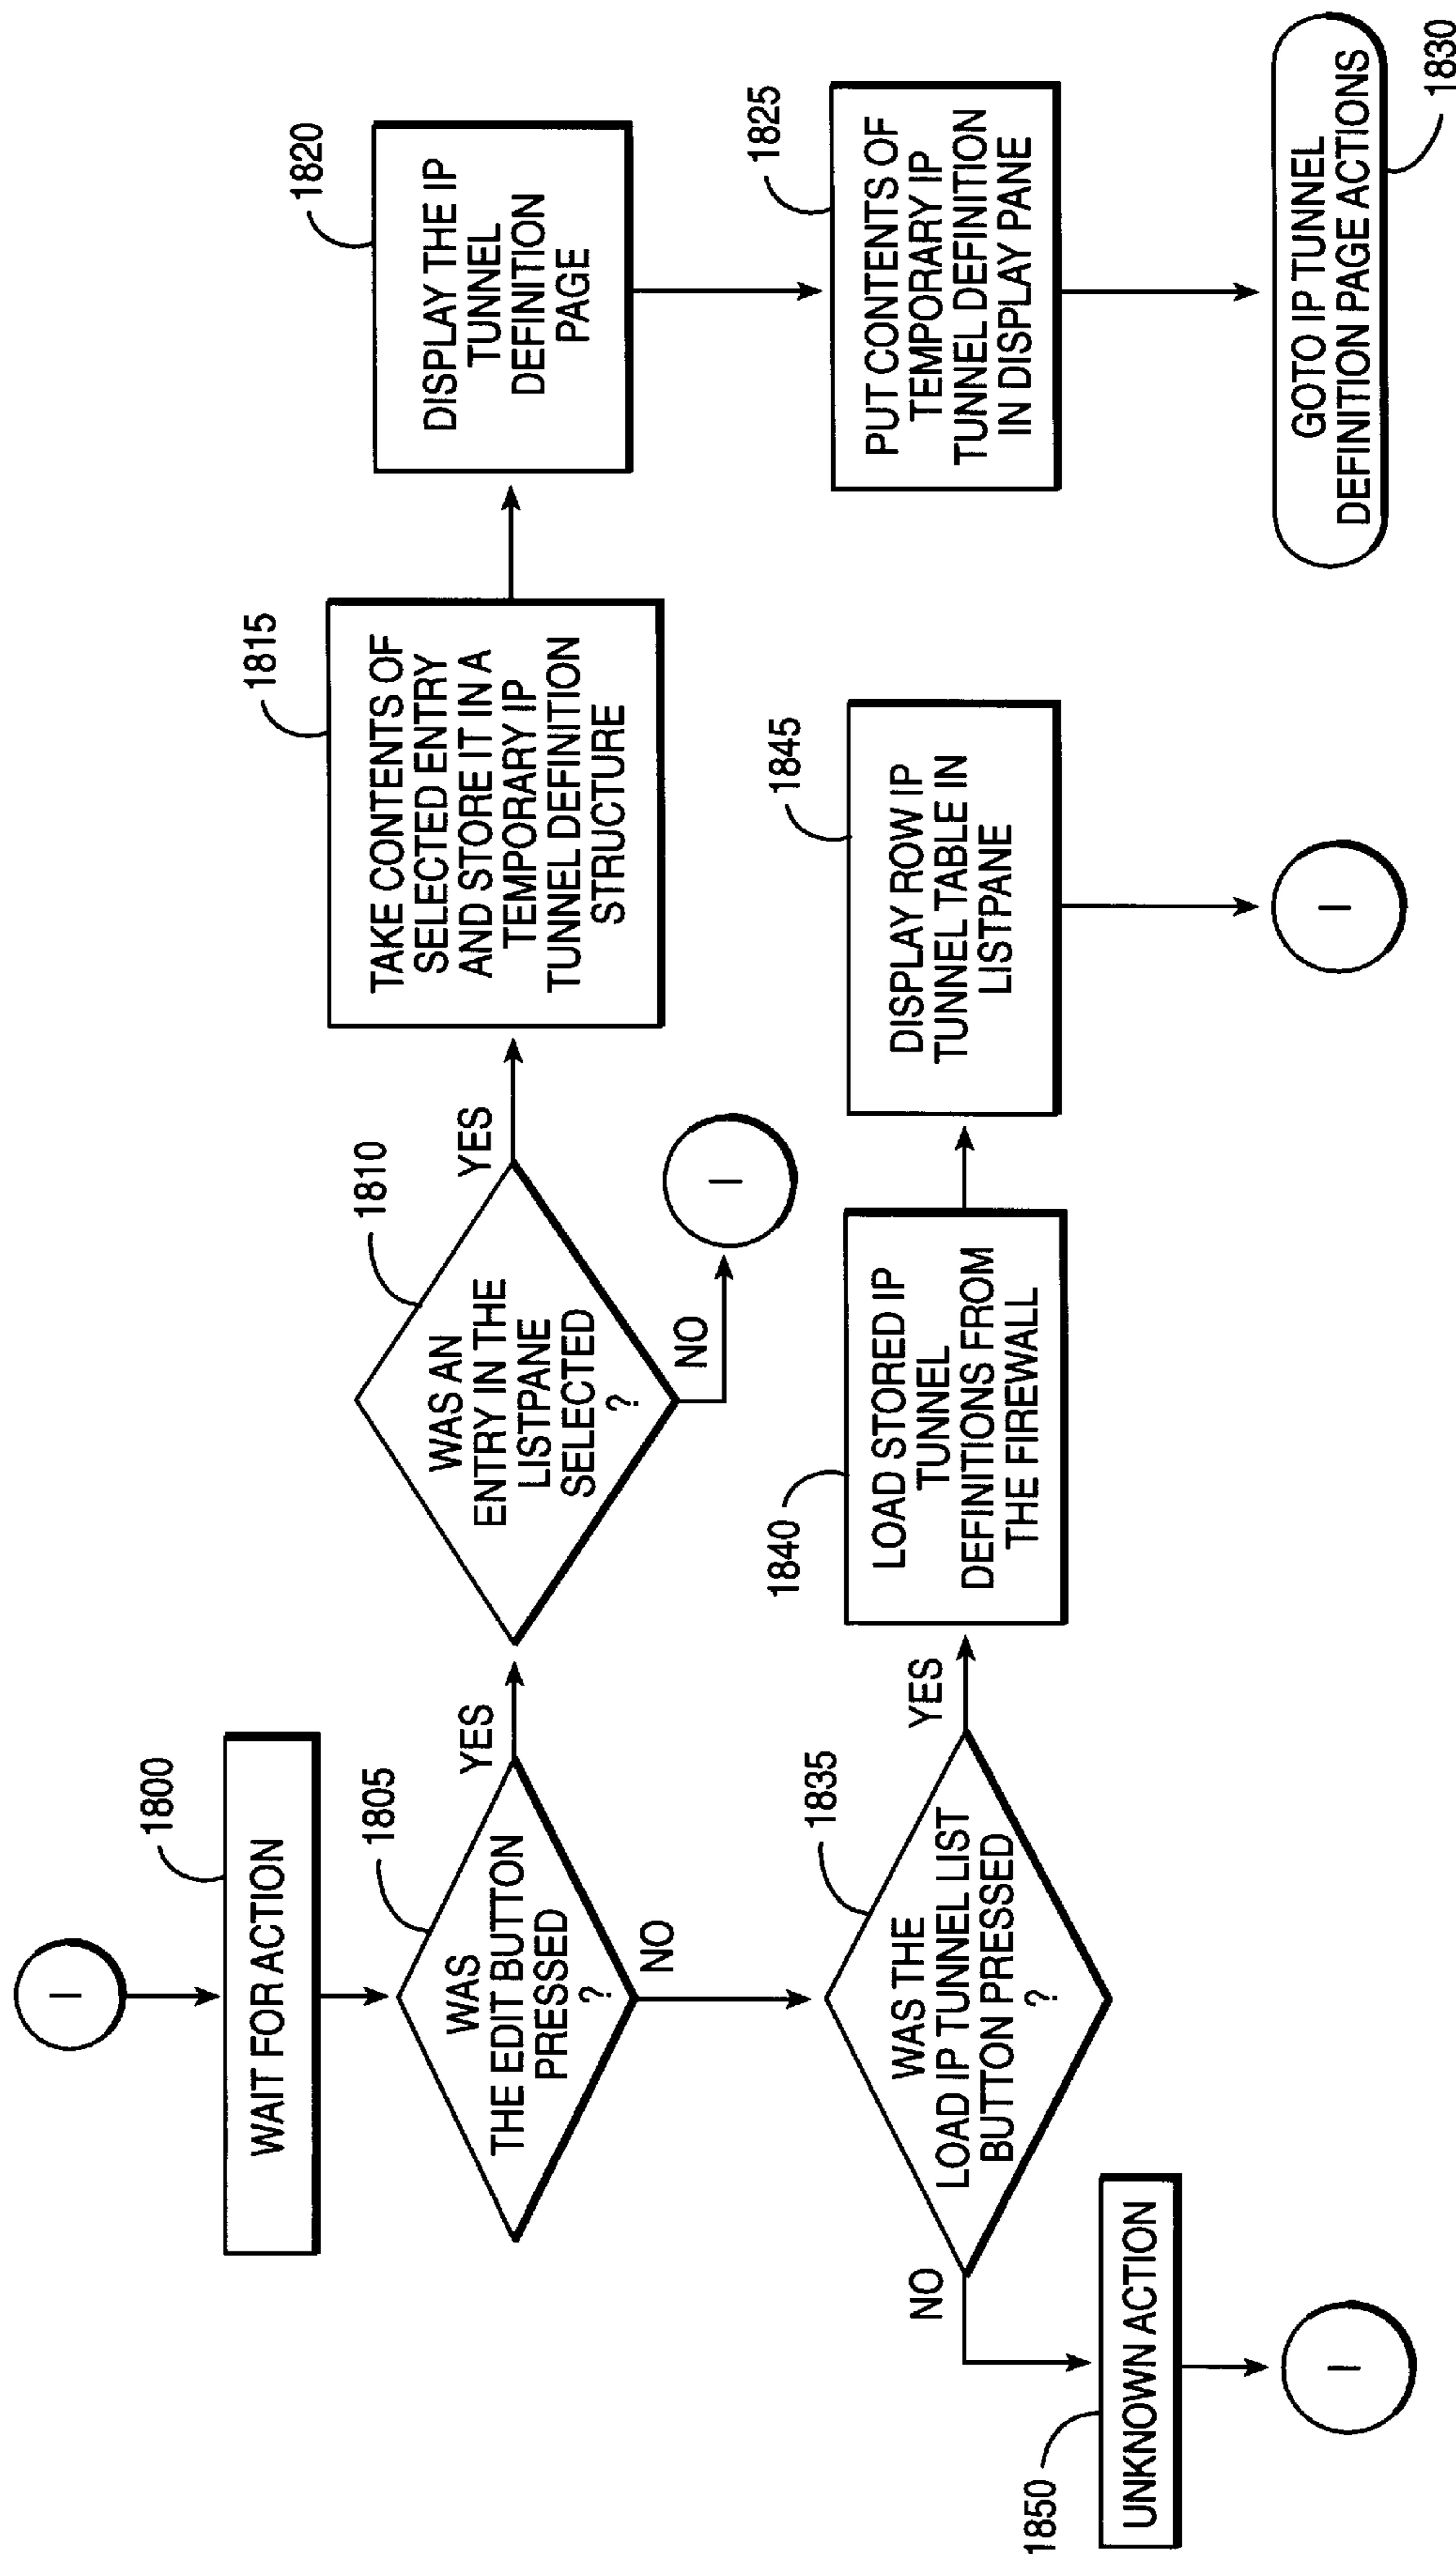 I
1800
WAIT FOR ACTION
1805
WAS
THE EDIT BUTTON
PRESSED
?
YES
NO
1810
WAS AN
ENTRY IN THE
LISTPANE
SELECTED
?
YES
NO
I
1815
TAKE CONTENTS OF
SELECTED ENTRY
AND STORE IT IN A
TEMPORARY IP
TUNNEL DEFINITION
STRUCTURE
1820
DISPLAY THE IP
TUNNEL
DEFINITION
PAGE
1825
PUT CONTENTS OF
TEMPORARY IP
TUNNEL DEFINITION
IN DISPLAY PANE
GOTO IP TUNNEL
DEFINITION PAGE ACTIONS
1830
1835
WAS THE
LOAD IP TUNNEL LIST
BUTTON PRESSED
?
YES
NO
1840
LOAD STORED IP
TUNNEL
DEFINITIONS FROM
THE FIREWALL
1845
DISPLAY ROW IP
TUNNEL TABLE IN
LISTPANE
I
1850
UNKNOWN ACTION
I